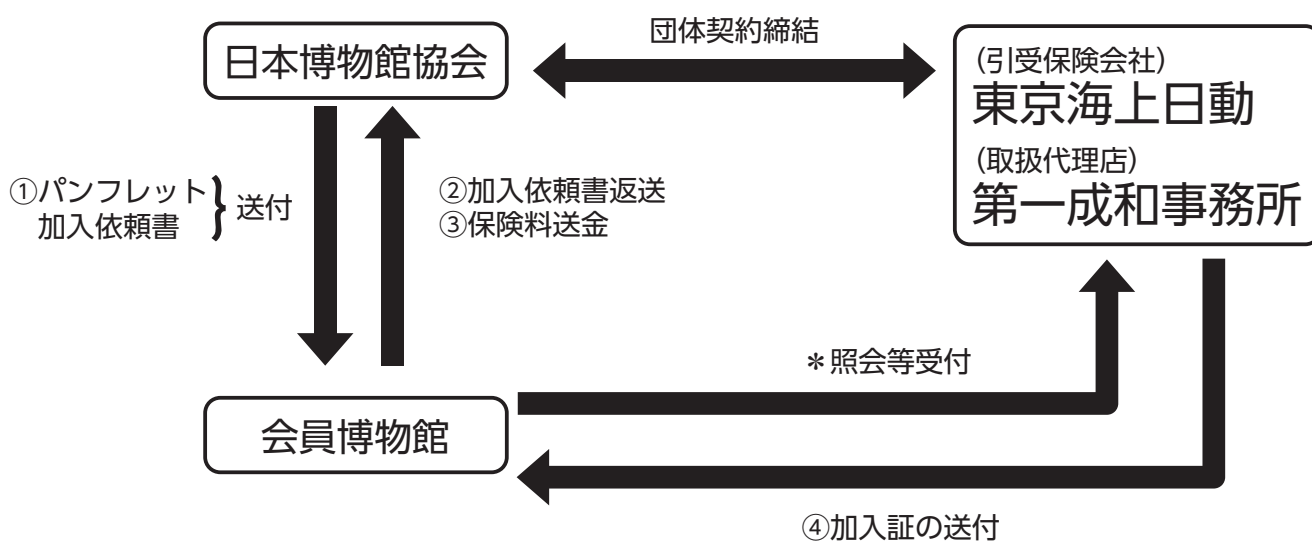 団体契約締結
日本博物館協会
(引受保険会社)
東京海上日動
(取扱代理店)
第一成和事務所
①パンフレット
加入依頼書
} 送付
②加入依頼書返送
③保険料送金
＊照会等受付
会員博物館
④加入証の送付